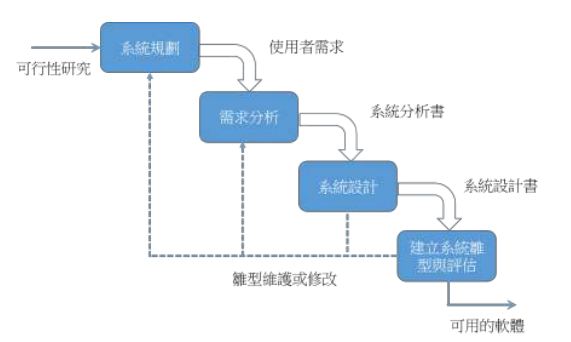 系統規劃
使用者需求
可行性研究
需求分析
系統分析書
系統設計
系統設計書
建立系統雛
型與評估
雛型維護或修改
可用的軟體